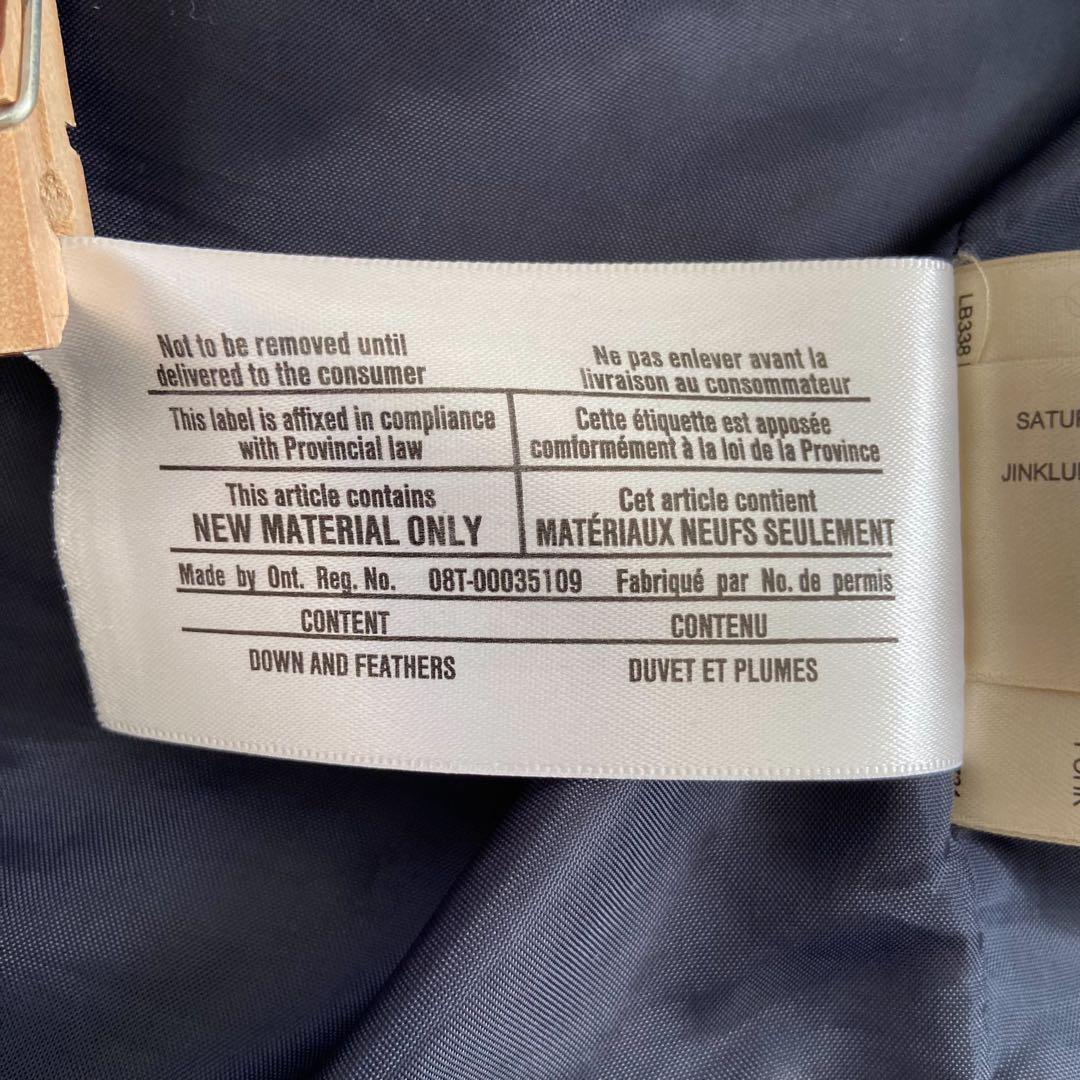 Not to be removed until
delivered to the consumer
Ne pas enlever avant la
livraison au consommateur
This label is affixed in compliance
with Provincial law
Cette étiquette est apposée
comformément à la loi de la Province
This article contains
NEW MATERIAL ONLY
Cet article contient
MATÉRIAUX NEUFS SEULEMENT
Made by Ont. Reg. No. 08T-00035109 Fabriqué par No. de permis
CONTENT
CONTENU
DOWN AND FEATHERS
DUVET ET PLUMES
LB338
SATUR
JINKLU